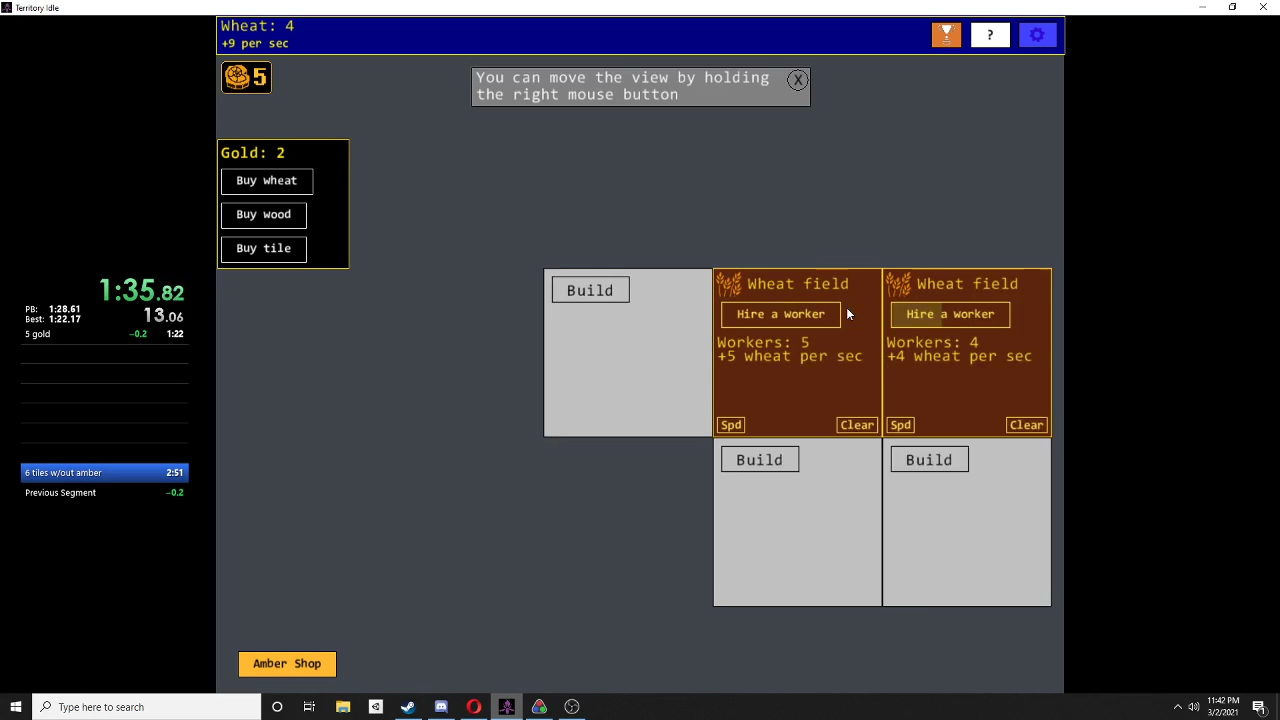 Territory Idle
Wheat: 4
+9 per sec
?
5
You can move the view by holding
the right mouse button
X
Gold: 2
Buy wheat
Buy wood
Buy tile
1:35.82
PB: 1:28.61
Best: 1:22.17
13.06
5 gold -0.2 1:22
6 tiles w/out amber 2:51
Previous Segment -0.2
Build
Wheat field
Hire a worker
Workers: 5
+5 wheat per sec
Spd Clear
Wheat field
Hire a worker
Workers: 4
+4 wheat per sec
Spd Clear
Build
Build
Amber Shop
Type here to search
11:42 PM
3/2/2021
1